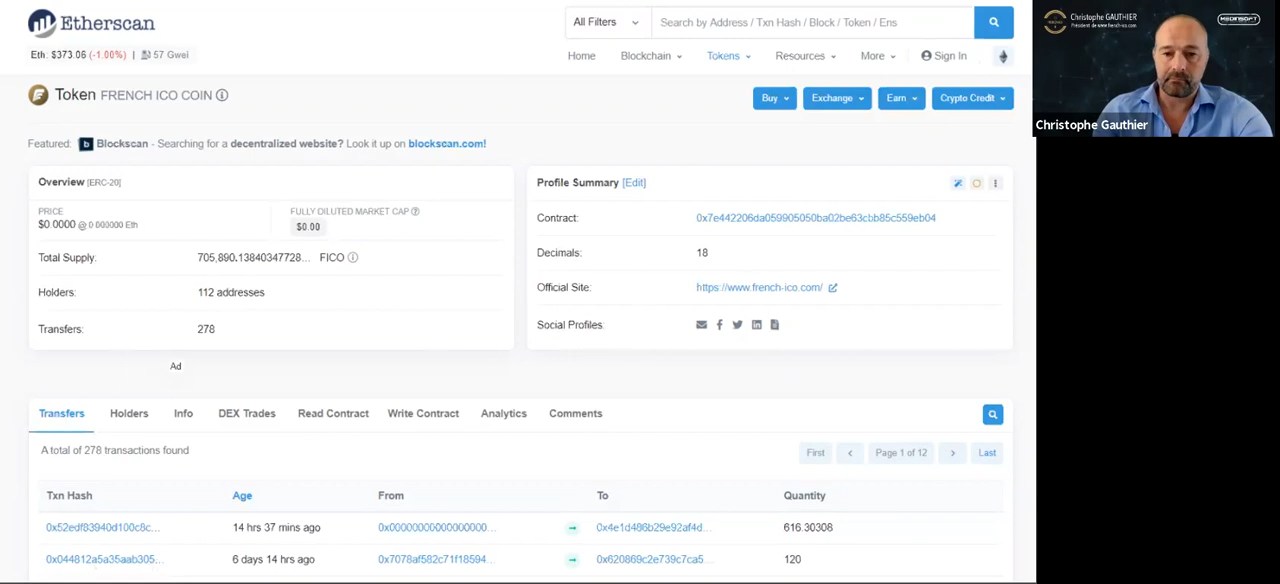 Etherscan
All Filters
Search by Address / Txn Hash / Block / Token / Ens
Eth: $373.06 (-1.00%) | 57 Gwei
Home Blockchain Tokens Resources More Sign In
Christophe GAUTHIER
Président de www.french-ico.com
MEDINSOFT
Christophe Gauthier
Token FRENCH ICO COIN
Buy Exchange Earn Crypto Credit
Featured: Blockscan - Searching for a decentralized website? Look it up on blockscan.com!
Overview [ERC-20]
PRICE
$0.0000 @ 0.000000 Eth
FULLY DILUTED MARKET CAP
$0.00
Total Supply: 705,890.13840347728... FICO
Holders: 112 addresses
Transfers: 278
Profile Summary [Edit]
Contract: 0x7e442206da059905050ba02be63cbb85c559eb04
Decimals: 18
Official Site: https://www.french-ico.com/
Social Profiles:
Ad
Transfers Holders Info DEX Trades Read Contract Write Contract Analytics Comments
A total of 278 transactions found
First Page 1 of 12 Last
Txn Hash Age From To Quantity
0x52edf83940d100c8c... 14 hrs 37 mins ago 0x00000000000000000... 0x4e1d486b29e92af4d... 616.30308
0x044812a5a35aab305... 6 days 14 hrs ago 0x7078af582c71f18594... 0x620869c2e739c7ca5... 120